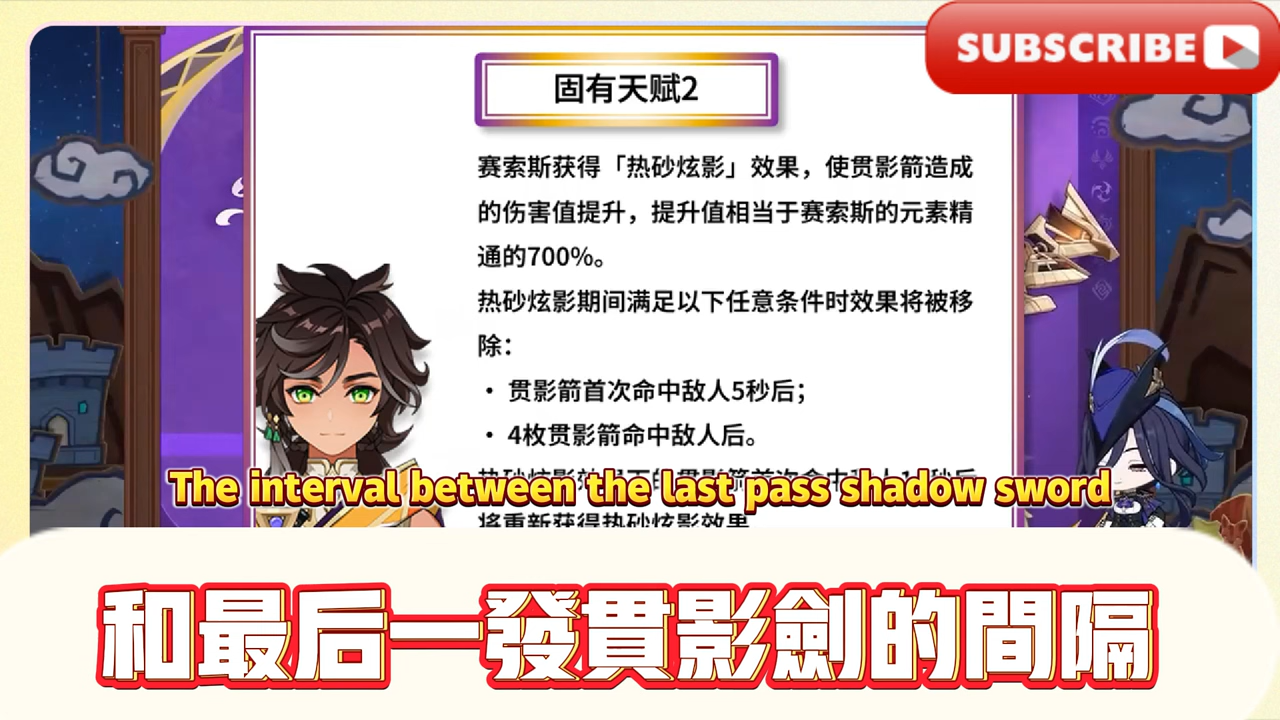 SUBSCRIBE
固有天赋2
赛索斯获得「热砂炫影」效果，使贯影箭造成
的伤害值提升，提升值相当于赛索斯的元素精
通的700%。
热砂炫影期间满足以下任意条件时效果将被移
除：
· 贯影箭首次命中敌人5秒后；
· 4枚贯影箭命中敌人后。
The interval between the last pass shadow sword
将重新获得热砂炫影效果
和最后一發貫影劍的間隔